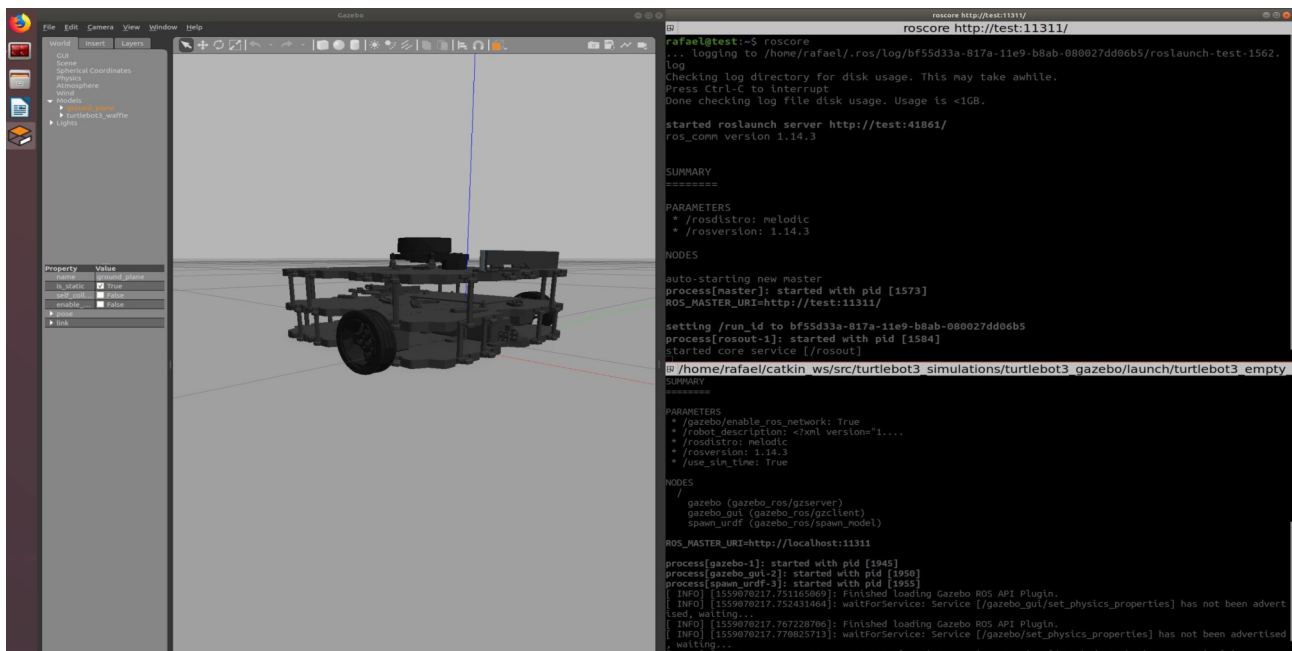 Gazebo
File Edit Camera View Window Help
World Insert Layers
GUI
Scene
Spherical Coordinates
Physics
Atmosphere
Wind
Models
ground_plane
turtlebot3_waffle
Lights
Property Value
name ground_plane
is_static True
self_coll... False
enable_... False
pose
link
roscore http://test:11311/
roscore http://test:11311/
rafael@test:~$ roscore
... logging to /home/rafael/.ros/log/bf55d33a-817a-11e9-b8ab-080027dd06b5/roslaunch-test-1562.
log
Checking log directory for disk usage. This may take awhile.
Press Ctrl-C to interrupt
Done checking log file disk usage. Usage is <1GB.
started roslaunch server http://test:41861/
ros_comm version 1.14.3
SUMMARY
========
PARAMETERS
* /rosdistro: melodic
* /rosversion: 1.14.3
NODES
auto-starting new master
process[master]: started with pid [1573]
ROS_MASTER_URI=http://test:11311/
setting /run_id to bf55d33a-817a-11e9-b8ab-080027dd06b5
process[rosout-1]: started with pid [1584]
started core service [/rosout]
/home/rafael/catkin_ws/src/turtlebot3_simulations/turtlebot3_gazebo/launch/turtlebot3_empty
SUMMARY
========
PARAMETERS
* /gazebo/enable_ros_network: True
* /robot_description: <?xml version="1....
* /rosdistro: melodic
* /rosversion: 1.14.3
* /use_sim_time: True
NODES
/
gazebo (gazebo_ros/gzserver)
gazebo_gui (gazebo_ros/gzclient)
spawn_urdf (gazebo_ros/spawn_model)
ROS_MASTER_URI=http://localhost:11311
process[gazebo-1]: started with pid [1945]
process[gazebo_gui-2]: started with pid [1950]
process[spawn_urdf-3]: started with pid [1955]
[ INFO] [1559070217.751165069]: Finished loading Gazebo ROS API Plugin.
[ INFO] [1559070217.752431464]: waitForService: Service [/gazebo_gui/set_physics_properties] has not been advert
ised, waiting...
[ INFO] [1559070217.767228706]: Finished loading Gazebo ROS API Plugin.
[ INFO] [1559070217.770825713]: waitForService: Service [/gazebo/set_physics_properties] has not been advertised
, waiting...